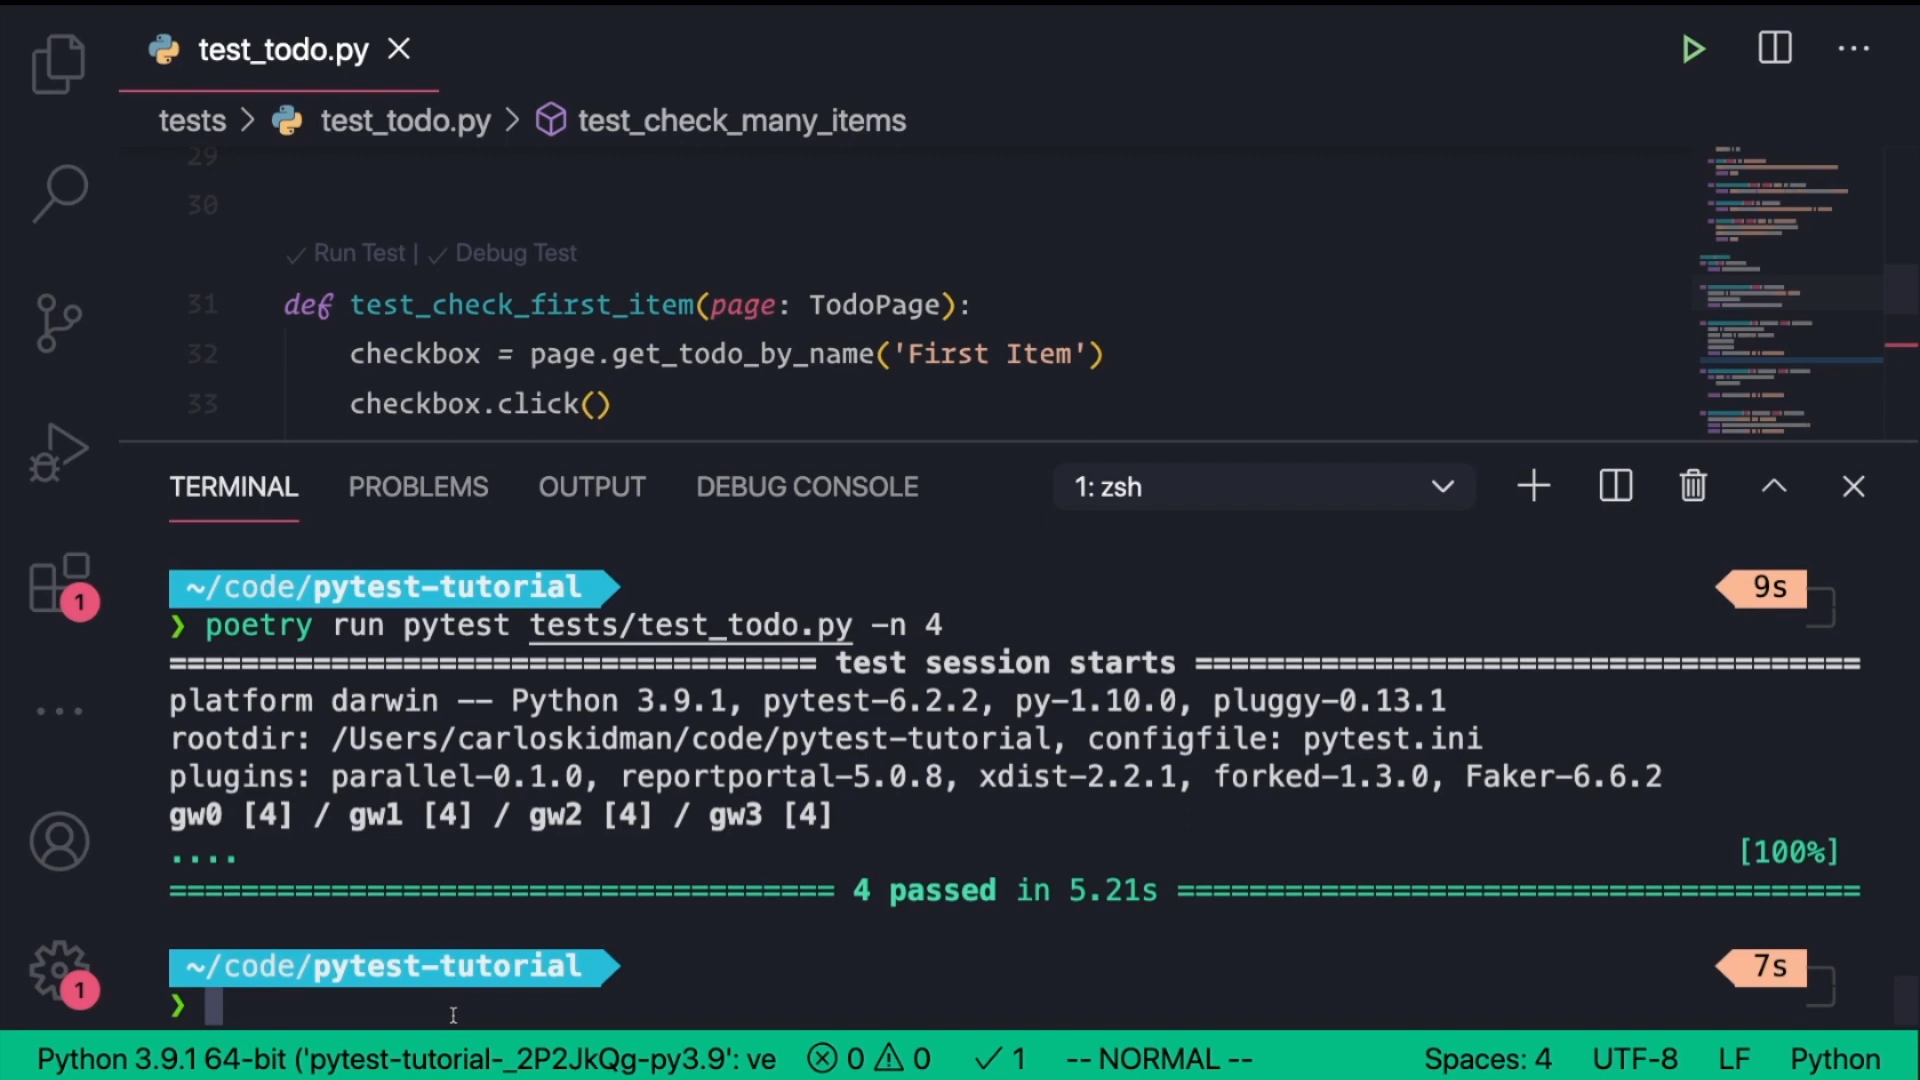 test_todo.py
tests > test_todo.py > test_check_many_items
29
30
Run Test | Debug Test
31 def test_check_first_item(page: TodoPage):
32 checkbox = page.get_todo_by_name('First Item')
33 checkbox.click()
TERMINAL PROBLEMS OUTPUT DEBUG CONSOLE 1: zsh
1
~/code/pytest-tutorial 9s
❯ poetry run pytest tests/test_todo.py -n 4
==================================== test session starts =====================================
platform darwin -- Python 3.9.1, pytest-6.2.2, py-1.10.0, pluggy-0.13.1
rootdir: /Users/carloskidman/code/pytest-tutorial, configfile: pytest.ini
plugins: parallel-0.1.0, reportportal-5.0.8, xdist-2.2.1, forked-1.3.0, Faker-6.6.2
gw0 [4] / gw1 [4] / gw2 [4] / gw3 [4]
.... [100%]
===================================== 4 passed in 5.21s ======================================
~/code/pytest-tutorial 7s
❯
1
Python 3.9.1 64-bit ('pytest-tutorial-_2P2JkQg-py3.9': ve 0 0 ✓ 1 -- NORMAL -- Spaces: 4 UTF-8 LF Python